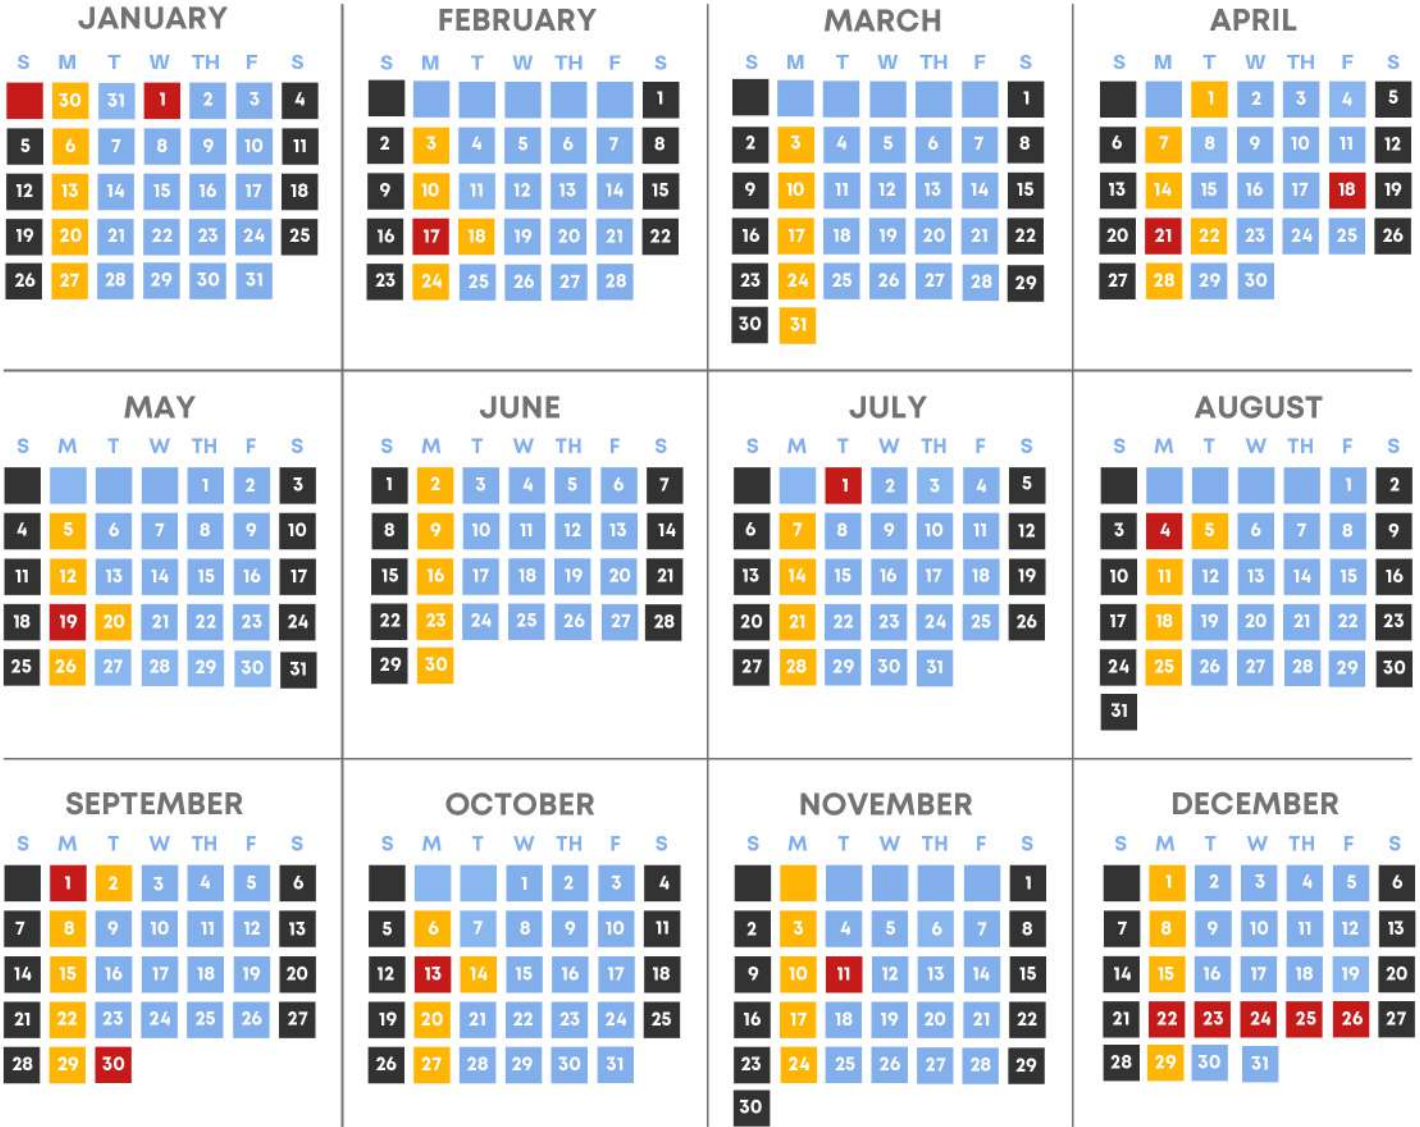 JANUARY
S M T W TH F S
30 31 1 2 3 4
5 6 7 8 9 10 11
12 13 14 15 16 17 18
19 20 21 22 23 24 25
26 27 28 29 30 31
FEBRUARY
S M T W TH F S
1
2 3 4 5 6 7 8
9 10 11 12 13 14 15
16 17 18 19 20 21 22
23 24 25 26 27 28
MARCH
S M T W TH F S
1
2 3 4 5 6 7 8
9 10 11 12 13 14 15
16 17 18 19 20 21 22
23 24 25 26 27 28 29
30 31
APRIL
S M T W TH F S
1 2 3 4 5
6 7 8 9 10 11 12
13 14 15 16 17 18 19
20 21 22 23 24 25 26
27 28 29 30
MAY
S M T W TH F S
1 2 3
4 5 6 7 8 9 10
11 12 13 14 15 16 17
18 19 20 21 22 23 24
25 26 27 28 29 30 31
JUNE
S M T W TH F S
1 2 3 4 5 6 7
8 9 10 11 12 13 14
15 16 17 18 19 20 21
22 23 24 25 26 27 28
29 30
JULY
S M T W TH F S
1 2 3 4 5
6 7 8 9 10 11 12
13 14 15 16 17 18 19
20 21 22 23 24 25 26
27 28 29 30 31
AUGUST
S M T W TH F S
1 2
3 4 5 6 7 8 9
10 11 12 13 14 15 16
17 18 19 20 21 22 23
24 25 26 27 28 29 30
31
SEPTEMBER
S M T W TH F S
1 2 3 4 5 6
7 8 9 10 11 12 13
14 15 16 17 18 19 20
21 22 23 24 25 26 27
28 29 30
OCTOBER
S M T W TH F S
1 2 3 4
5 6 7 8 9 10 11
12 13 14 15 16 17 18
19 20 21 22 23 24 25
26 27 28 29 30 31
NOVEMBER
S M T W TH F S
1
2 3 4 5 6 7 8
9 10 11 12 13 14 15
16 17 18 19 20 21 22
23 24 25 26 27 28 29
30
DECEMBER
S M T W TH F S
1 2 3 4 5 6
7 8 9 10 11 12 13
14 15 16 17 18 19 20
21 22 23 24 25 26 27
28 29 30 31